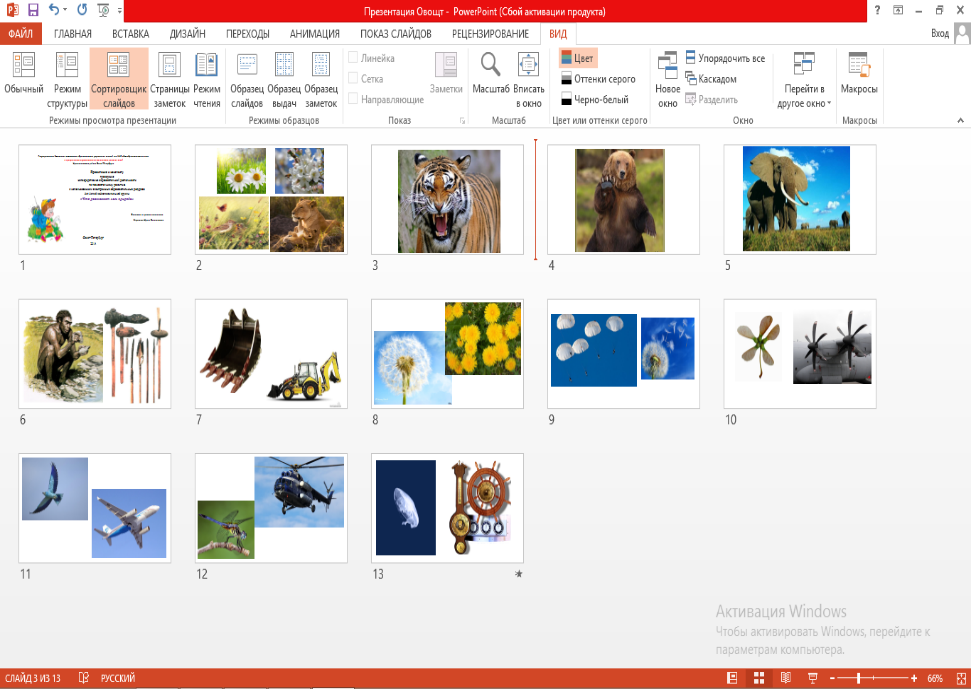 Презентация Овощт - PowerPoint (Сбой активации продукта)
ФАЙЛ ГЛАВНАЯ ВСТАВКА ДИЗАЙН ПЕРЕХОДЫ АНИМАЦИЯ ПОКАЗ СЛАЙДОВ РЕЦЕНЗИРОВАНИЕ ВИД Вход
Обычный
Режим структуры
Сортировщик слайдов
Страницы заметок
Режим чтения
Режимы просмотра презентации
Образец слайдов
Образец выдач
Образец заметок
Режимы образцов
Линейка
Сетка
Направляющие
Заметки
Показ
Масштаб
Вписать в окно
Масштаб
Цвет
Оттенки серого
Черно-белый
Цвет или оттенки серого
Новое окно
Упорядочить все
Каскадом
Разделить
Перейти в другое окно
Окно
Макросы
Макросы
1
2
3
4
5
6
7
8
9
10
11
12
13
Активация Windows
Чтобы активировать Windows, перейдите к
параметрам компьютера.
СЛАЙД 3 ИЗ 13 РУССКИЙ 66%